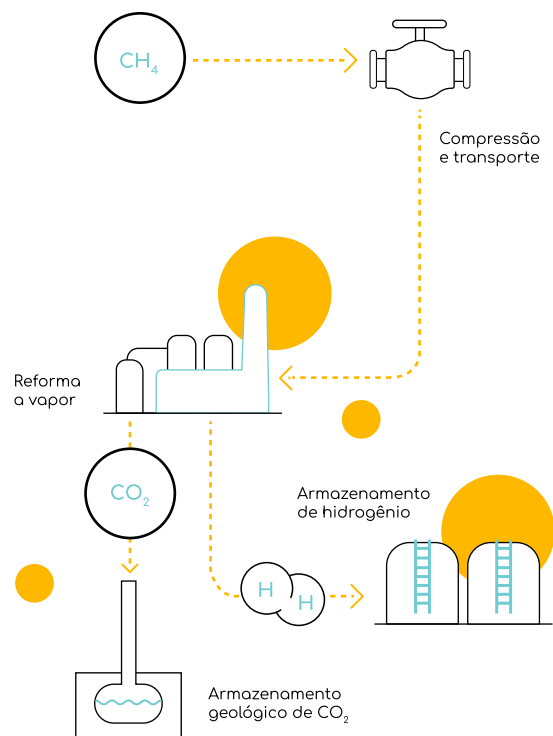 CH₄
Compressão
e transporte
Reforma
a vapor
CO₂
Armazenamento
de hidrogênio
H
H
Armazenamento
geológico de CO₂